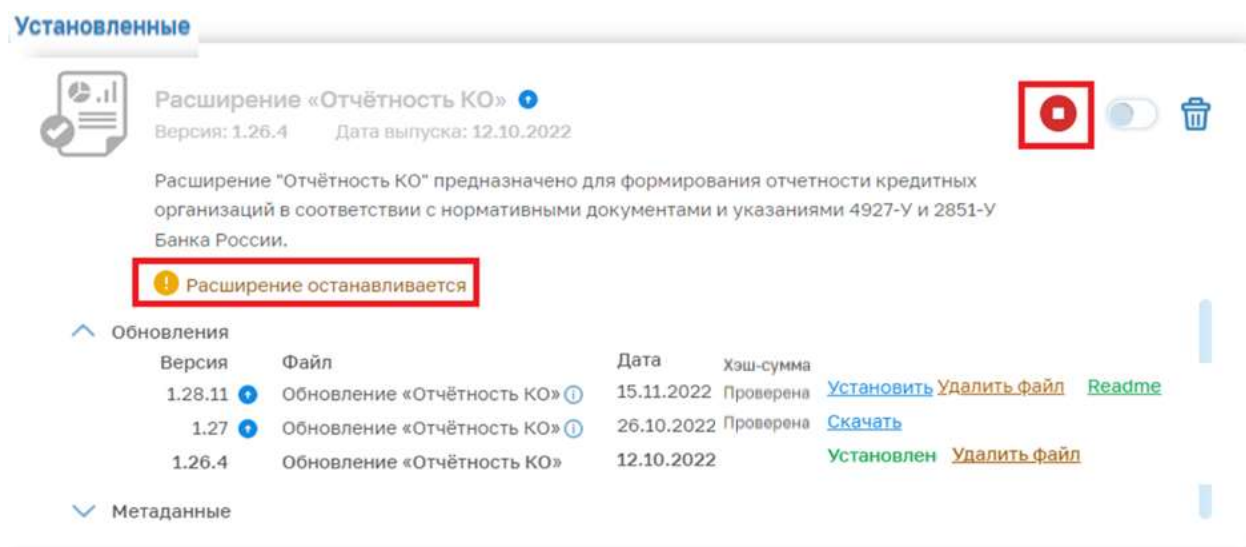 Установленные
Расширение «Отчётность КО»
Версия: 1.26.4 Дата выпуска: 12.10.2022
Расширение "Отчётность КО" предназначено для формирования отчетности кредитных
организаций в соответствии с нормативными документами и указаниями 4927-У и 2851-У
Банка России.
Расширение останавливается
Обновления
Версия Файл Дата Хэш-сумма
1.28.11 Обновление «Отчётность КО» 15.11.2022 Проверена Установить Удалить файл Readme
1.27 Обновление «Отчётность КО» 26.10.2022 Проверена Скачать
1.26.4 Обновление «Отчётность КО» 12.10.2022 Установлен Удалить файл
Метаданные